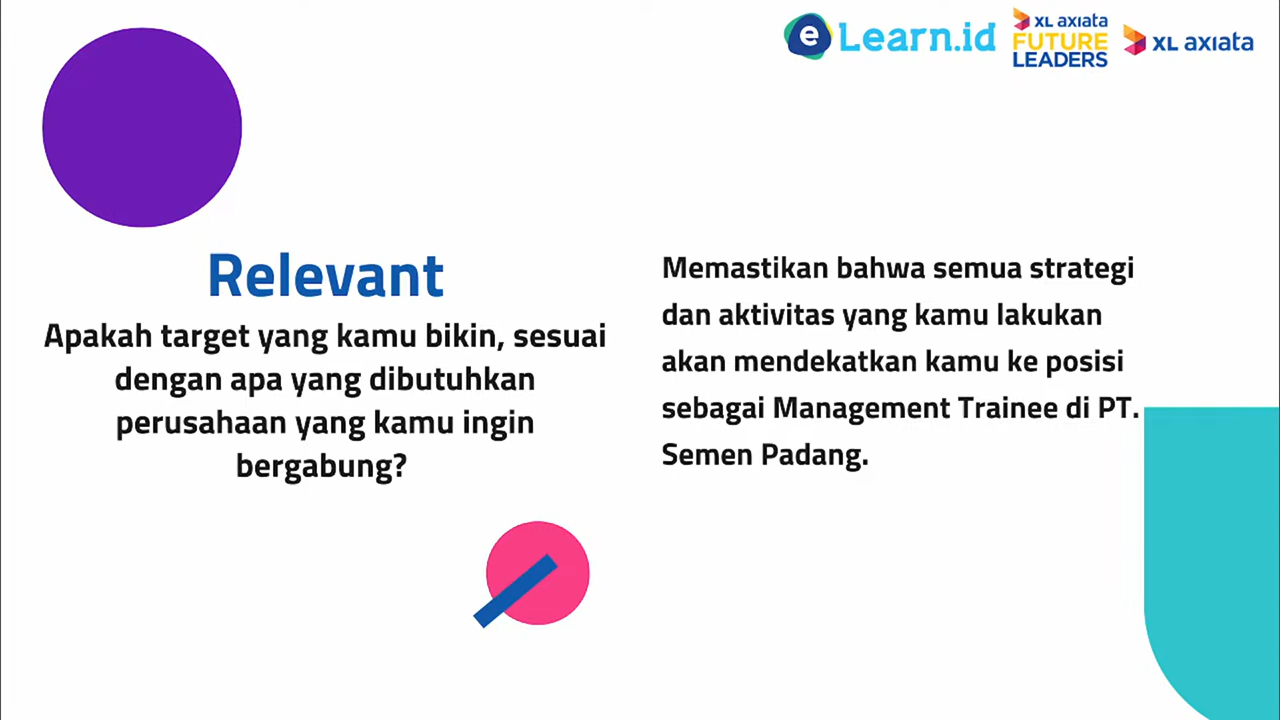 e Learn.id
XL axiata
FUTURE
LEADERS
XL axiata
Relevant
Apakah target yang kamu bikin, sesuai
dengan apa yang dibutuhkan
perusahaan yang kamu ingin
bergabung?
Memastikan bahwa semua strategi
dan aktivitas yang kamu lakukan
akan mendekatkan kamu ke posisi
sebagai Management Trainee di PT.
Semen Padang.